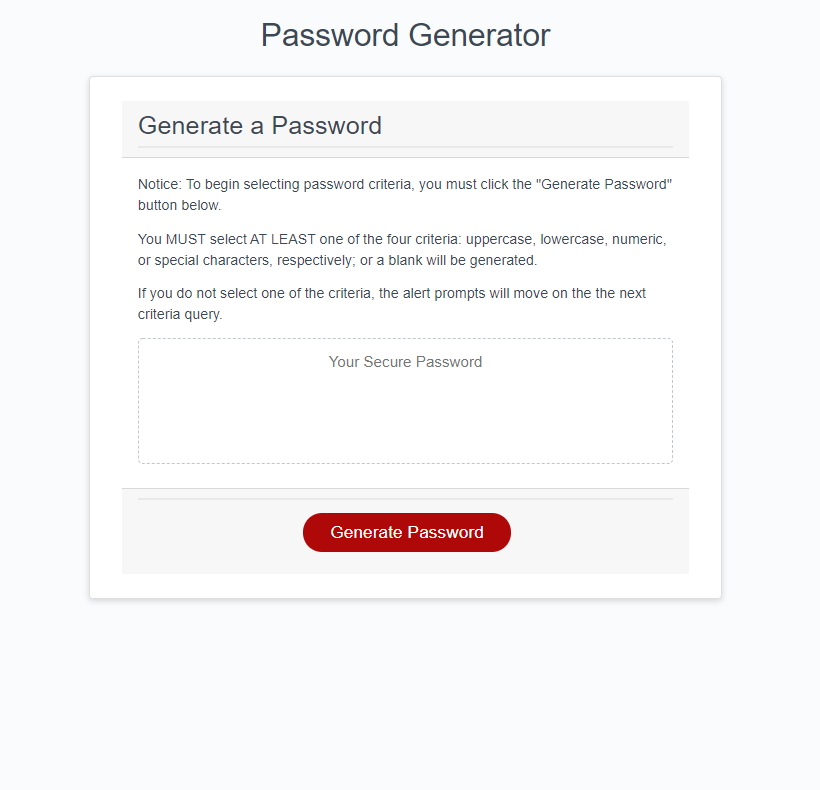 Password Generator
Generate a Password
Notice: To begin selecting password criteria, you must click the "Generate Password"
button below.
You MUST select AT LEAST one of the four criteria: uppercase, lowercase, numeric,
or special characters, respectively; or a blank will be generated.
If you do not select one of the criteria, the alert prompts will move on the the next
criteria query.
Your Secure Password
Generate Password